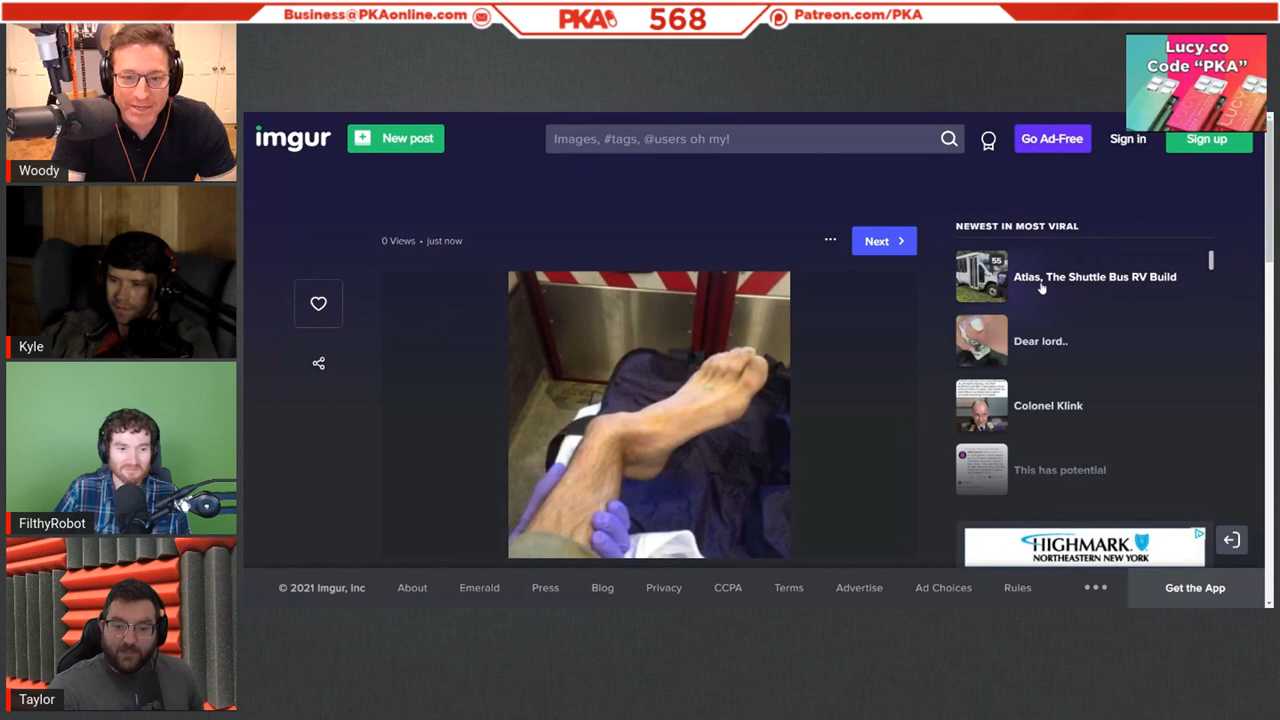 Business@PKAonline.com
PKA
568
Patreon.com/PKA
Lucy.co
Code “PKA”
LUCY
Woody
Kyle
FilthyRobot
Taylor
imgur
New post
Images, #tags, @users oh my!
Go Ad-Free
Sign in
Sign up
0 Views • just now
...
Next
NEWEST IN MOST VIRAL
55
Atlas, The Shuttle Bus RV Build
Dear lord..
Colonel Klink
This has potential
HIGHMARK
NORTHEASTERN NEW YORK
© 2021 Imgur, Inc
About
Emerald
Press
Blog
Privacy
CCPA
Terms
Advertise
Ad Choices
Rules
Get the App